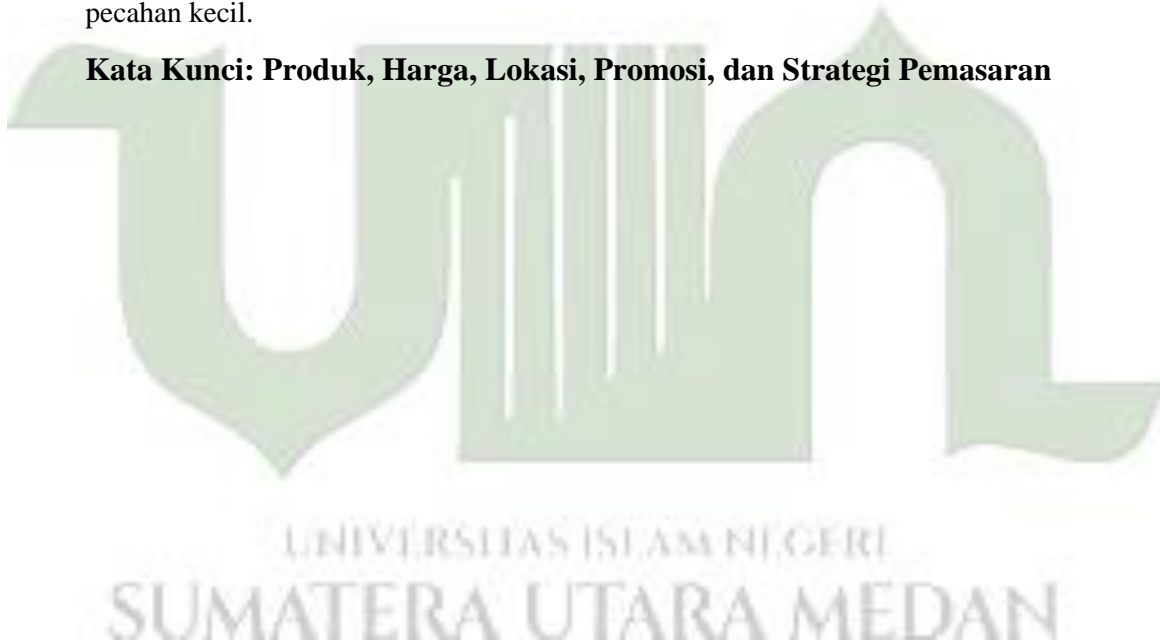 pecahan kecil.
Kata Kunci: Produk, Harga, Lokasi, Promosi, dan Strategi Pemasaran
UNIVERSITAS ISLAM NEGERI
SUMATERA UTARA MEDAN